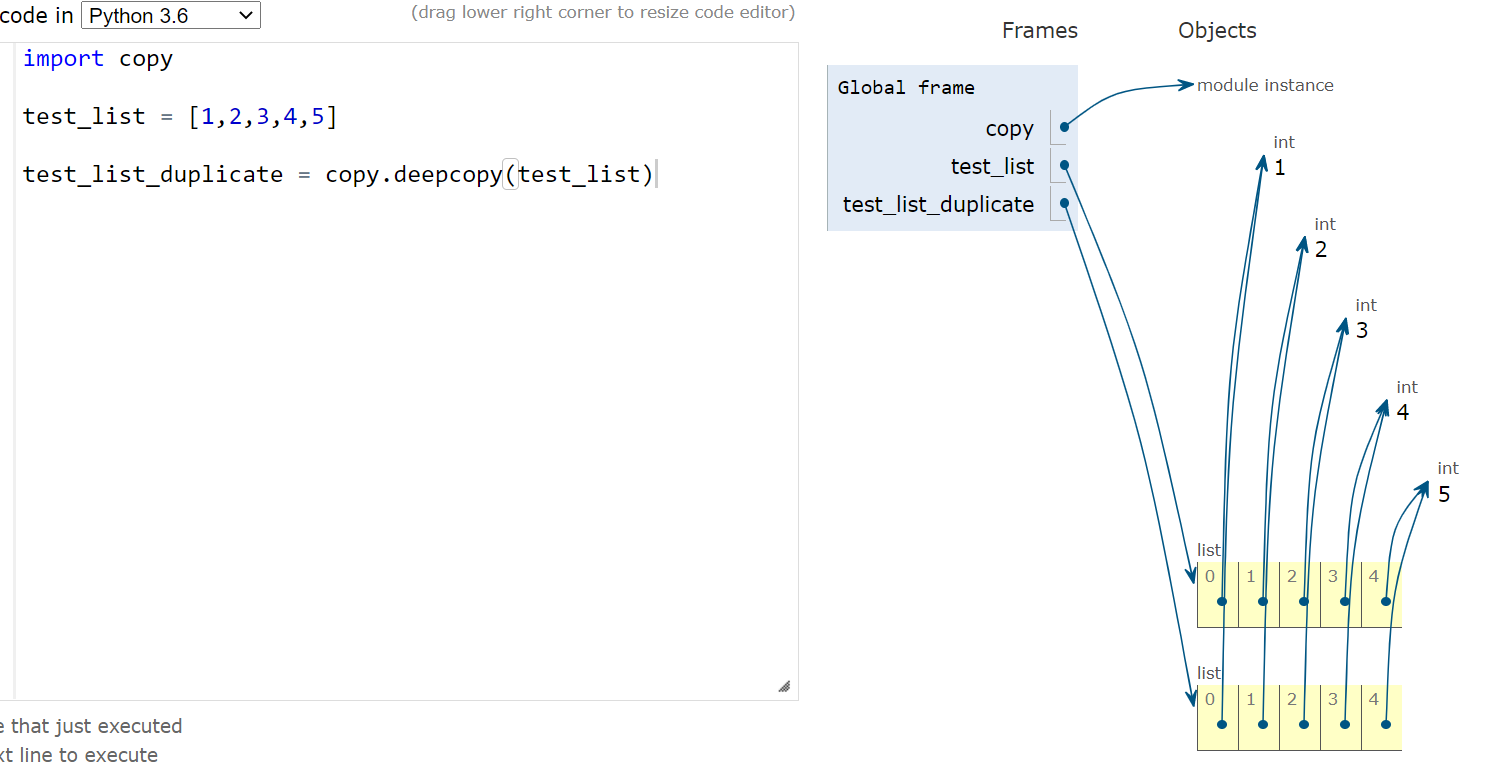 code in Python 3.6
(drag lower right corner to resize code editor)
import copy
test_list = [1,2,3,4,5]
test_list_duplicate = copy.deepcopy(test_list)
e that just executed
xt line to execute
Frames
Objects
Global frame
copy
test_list
test_list_duplicate
module instance
int
1
int
2
int
3
int
4
int
5
list
0 1 2 3 4
list
0 1 2 3 4